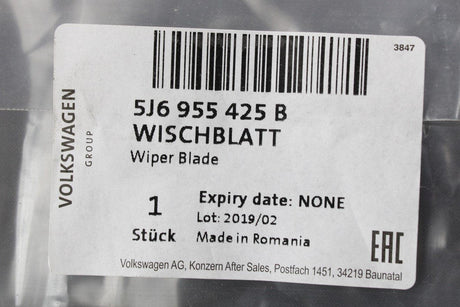 3847
VOLKSWAGEN
GROUP
5J6 955 425 B
WISCHBLATT
Wiper Blade
1
Stück
Expiry date: NONE
Lot: 2019/02
Made in Romania
EAC
Volkswagen AG, Konzern After Sales, Postfach 1451, 34219 Baunatal